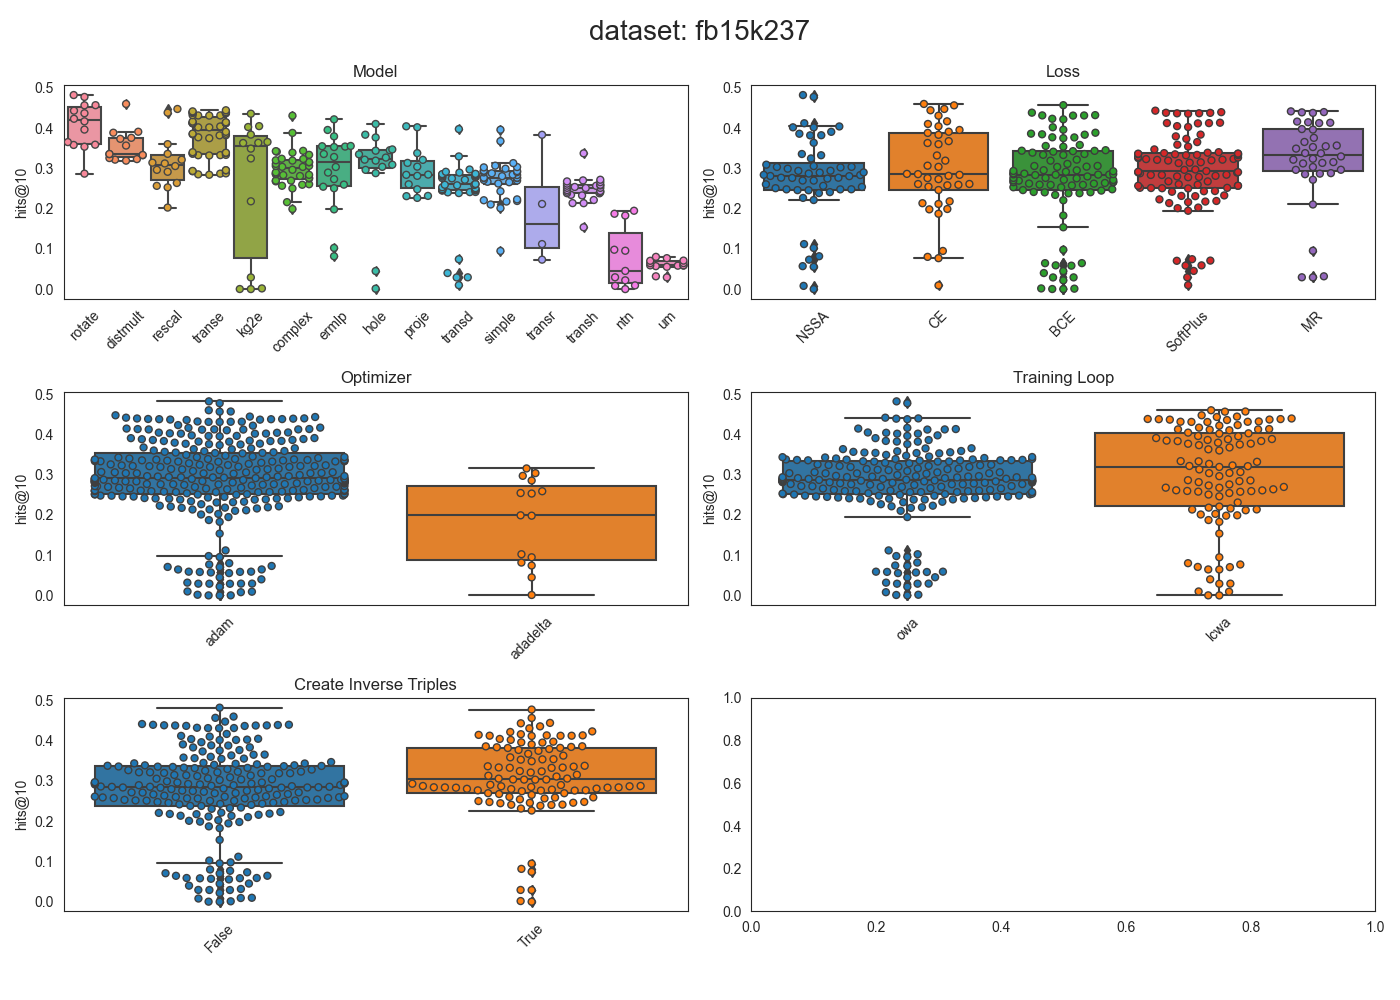 dataset: fb15k237
Model
hits@10
0.5
0.4
0.3
0.2
0.1
0.0
rotate
distmult
rescal
transe
kg2e
complex
ermlp
hole
proje
transd
simple
transr
transh
ntn
um
Loss
hits@10
0.5
0.4
0.3
0.2
0.1
0.0
NSSA
CE
BCE
SoftPlus
MR
Optimizer
hits@10
0.5
0.4
0.3
0.2
0.1
0.0
adam
adadelta
Training Loop
hits@10
0.5
0.4
0.3
0.2
0.1
0.0
owa
lcwa
Create Inverse Triples
hits@10
0.5
0.4
0.3
0.2
0.1
0.0
False
True
1.0
0.8
0.6
0.4
0.2
0.0
0.0 0.2 0.4 0.6 0.8 1.0